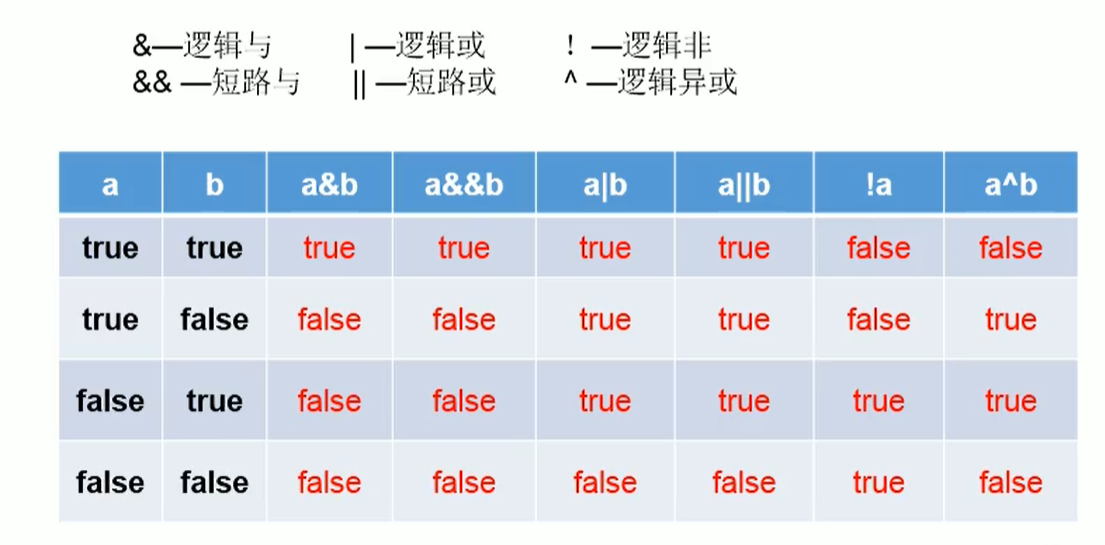 &—逻辑与 | —逻辑或 ! —逻辑非
&& —短路与 || —短路或 ^ —逻辑异或
a b a&b a&&b a|b a||b !a a^b
true true true true true true false false
true false false false true true false true
false true false false true true true true
false false false false false false true false